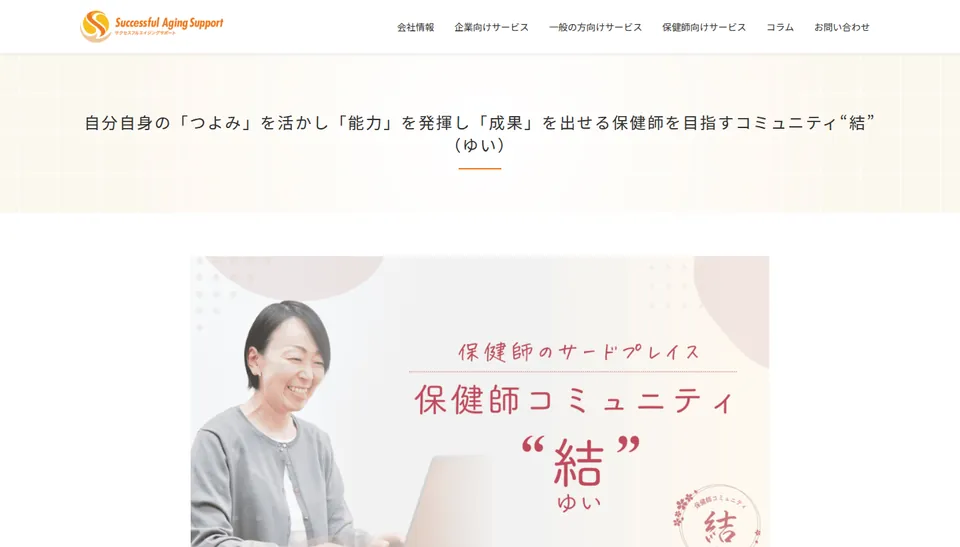 Successful Aging Support
サクセスフルエイジングサポート
会社情報 企業向けサービス 一般の方向けサービス 保健師向けサービス コラム お問い合わせ
自分自身の「つよみ」を活かし「能力」を発揮し「成果」を出せる保健師を目指すコミュニティ“結”
（ゆい）
保健師のサードプレイス
保健師コミュニティ
“結”
ゆい
保健師コミュニティ
結